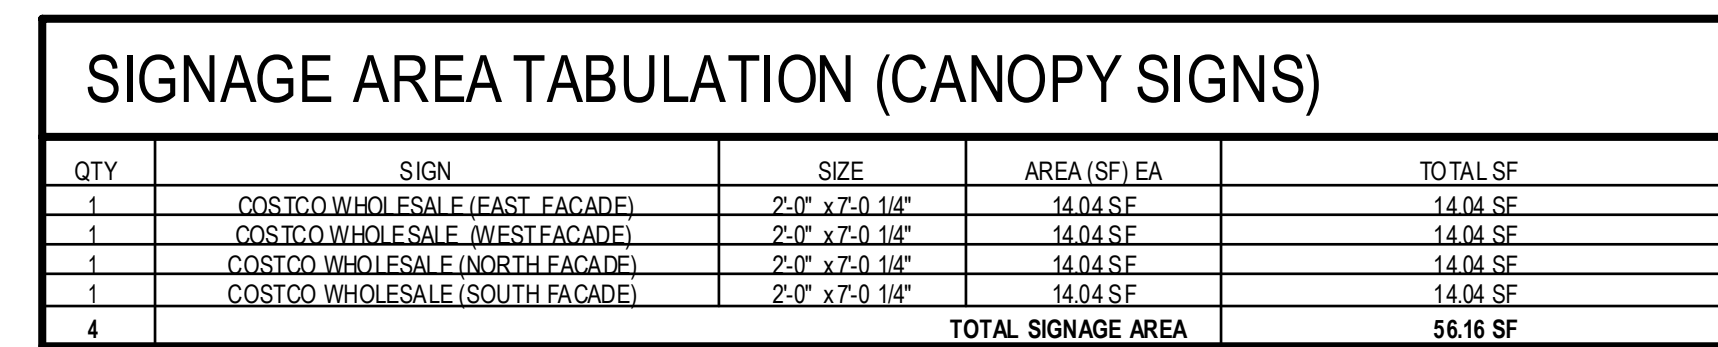 SIGNAGE AREA TABULATION (CANOPY SIGNS)
QTY SIGN SIZE AREA (SF) EA TOTAL SF
1 COSTCO WHOLESALE (EAST FACADE) 2'-0" x 7'-0 1/4" 14.04 SF 14.04 SF
1 COSTCO WHOLESALE (WEST FACADE) 2'-0" x 7'-0 1/4" 14.04 SF 14.04 SF
1 COSTCO WHOLESALE (NORTH FACADE) 2'-0" x 7'-0 1/4" 14.04 SF 14.04 SF
1 COSTCO WHOLESALE (SOUTH FACADE) 2'-0" x 7'-0 1/4" 14.04 SF 14.04 SF
4 TOTAL SIGNAGE AREA 56.16 SF